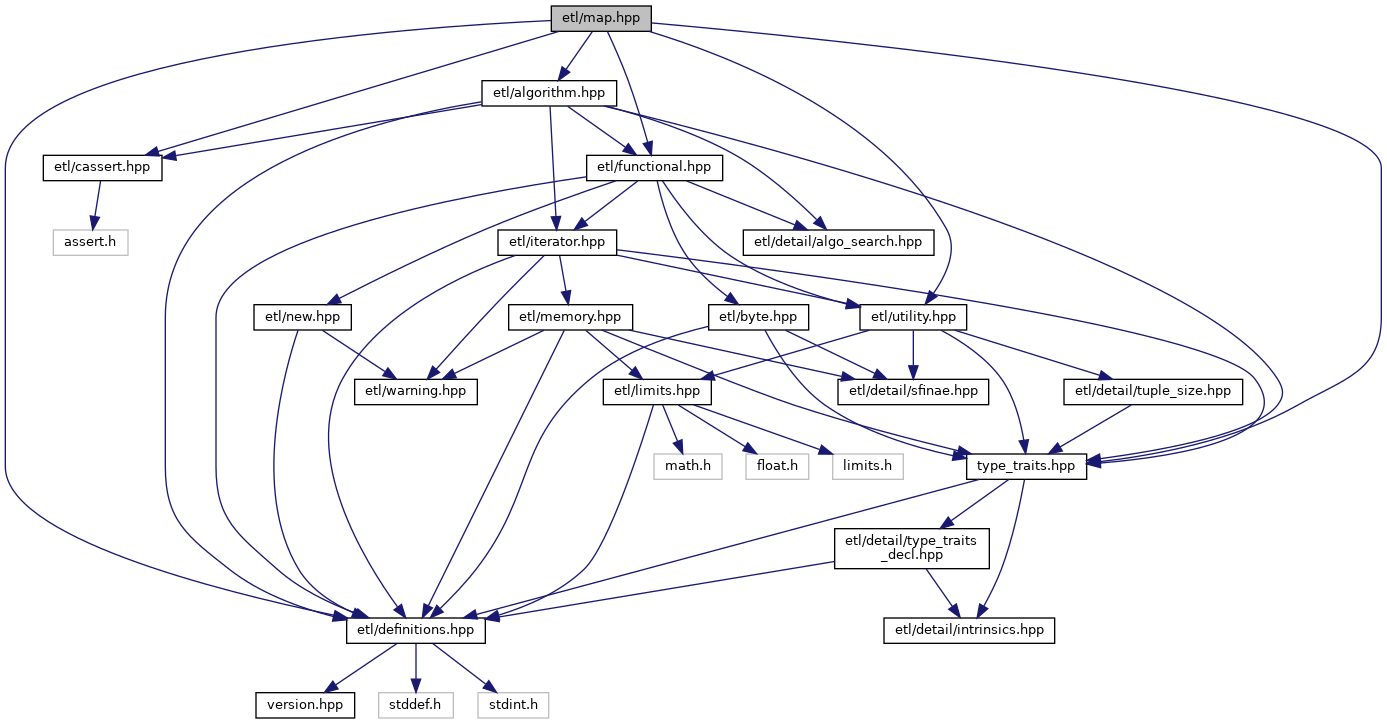 etl/map.hpp
etl/algorithm.hpp
etl/cassert.hpp
etl/functional.hpp
assert.h
etl/iterator.hpp
etl/detail/algo_search.hpp
etl/new.hpp
etl/memory.hpp
etl/byte.hpp
etl/utility.hpp
etl/warning.hpp
etl/limits.hpp
etl/detail/sfinae.hpp
etl/detail/tuple_size.hpp
math.h
float.h
limits.h
type_traits.hpp
etl/detail/type_traits
_decl.hpp
etl/definitions.hpp
etl/detail/intrinsics.hpp
version.hpp
stddef.h
stdint.h